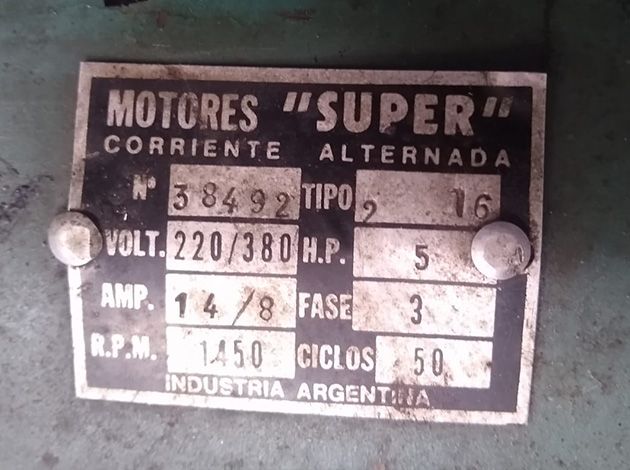 MOTORES "SUPER"
CORRIENTE ALTERNADA
Nº 38492 TIPO 2 16
VOLT. 220/380 H.P. 5
AMP. 14/8 FASE 3
R.P.M. 1450 CICLOS 50
INDUSTRIA ARGENTINA